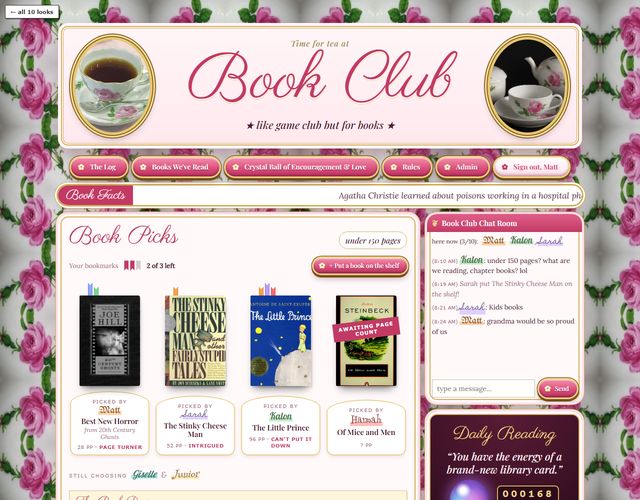 ← all 10 looks
Time for tea at
Book Club
★ like game club but for books ★
The Log
Books We've Read
Crystal Ball of Encouragement & Love
Rules
Admin
Sign out, Matt
Book Facts
Agatha Christie learned about poisons working in a hospital ph
Book Picks
under 150 pages
Your bookmarks
2 of 3 left
+ Put a book on the shelf
JOE
HILL
GHOSTS
THE STINKY
CHEESE
MAN
and
other
FAIRLY STUPID
TALES
ANTOINE DE SAINT-EXUPÉRY
The Little Prince
STEINBECK
AWAITING PAGE
COUNT
Of Mice and Men
PICKED BY
Matt
Best New Horror
from 20th Century
Ghosts
28 PP · PAGE TURNER
PICKED BY
Sarah
The Stinky Cheese
Man
52 PP · INTRIGUED
PICKED BY
Kalon
The Little Prince
96 PP · CAN'T PUT IT
DOWN
PICKED BY
Hannah
Of Mice and Men
? PP
STILL CHOOSING Giselle & Junior
Book Club Chat Room
here now (3/10): Matt Kalon Sarah
(8:10 AM) Kalon: under 150 pages? what are
we reading, chapter books? lol
(8:19 AM) Sarah put The Little Prince on
the shelf!
(8:21 AM) Sarah: Kids books
(8:24 AM) Matt: grandma would be so proud
of us
type a message...
Send
Daily Reading
"You have the energy of a
brand-new library card."
000168